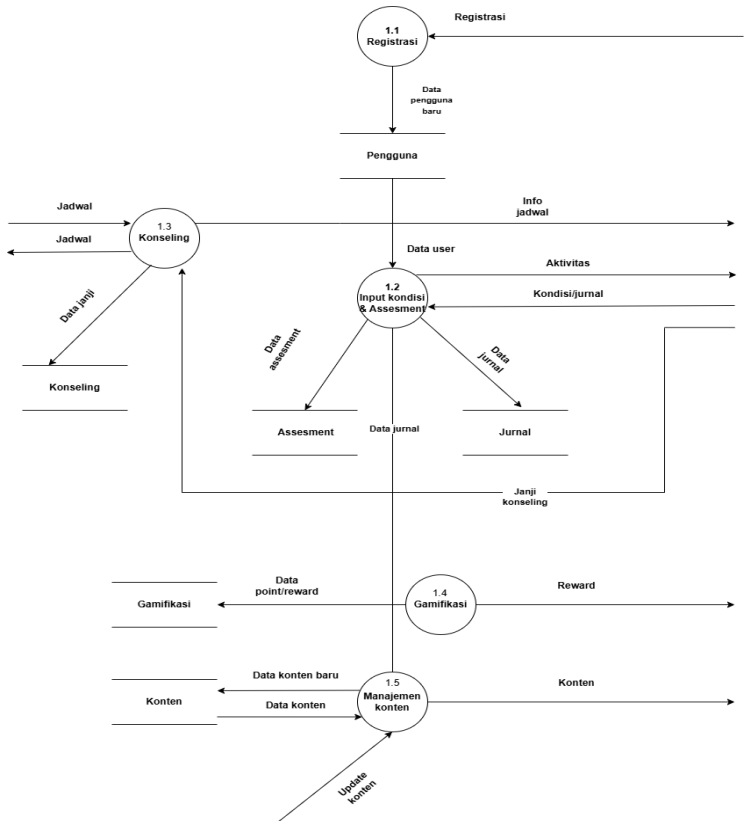 Registrasi
1.1
Registrasi
Data
pengguna
baru
Pengguna
Jadwal
Info
jadwal
1.3
Konseling
Jadwal
Data user
Aktivitas
1.2
Input kondisi
& Assesment
Kondisi/jurnal
Data janji
Data
assesment
Data
jurnal
Konseling
Assesment
Data jurnal
Jurnal
Janji
konseling
Data
point/reward
1.4
Gamifikasi
Reward
Gamifikasi
Data konten baru
1.5
Manajemen
konten
Konten
Konten
Data konten
Update
konten